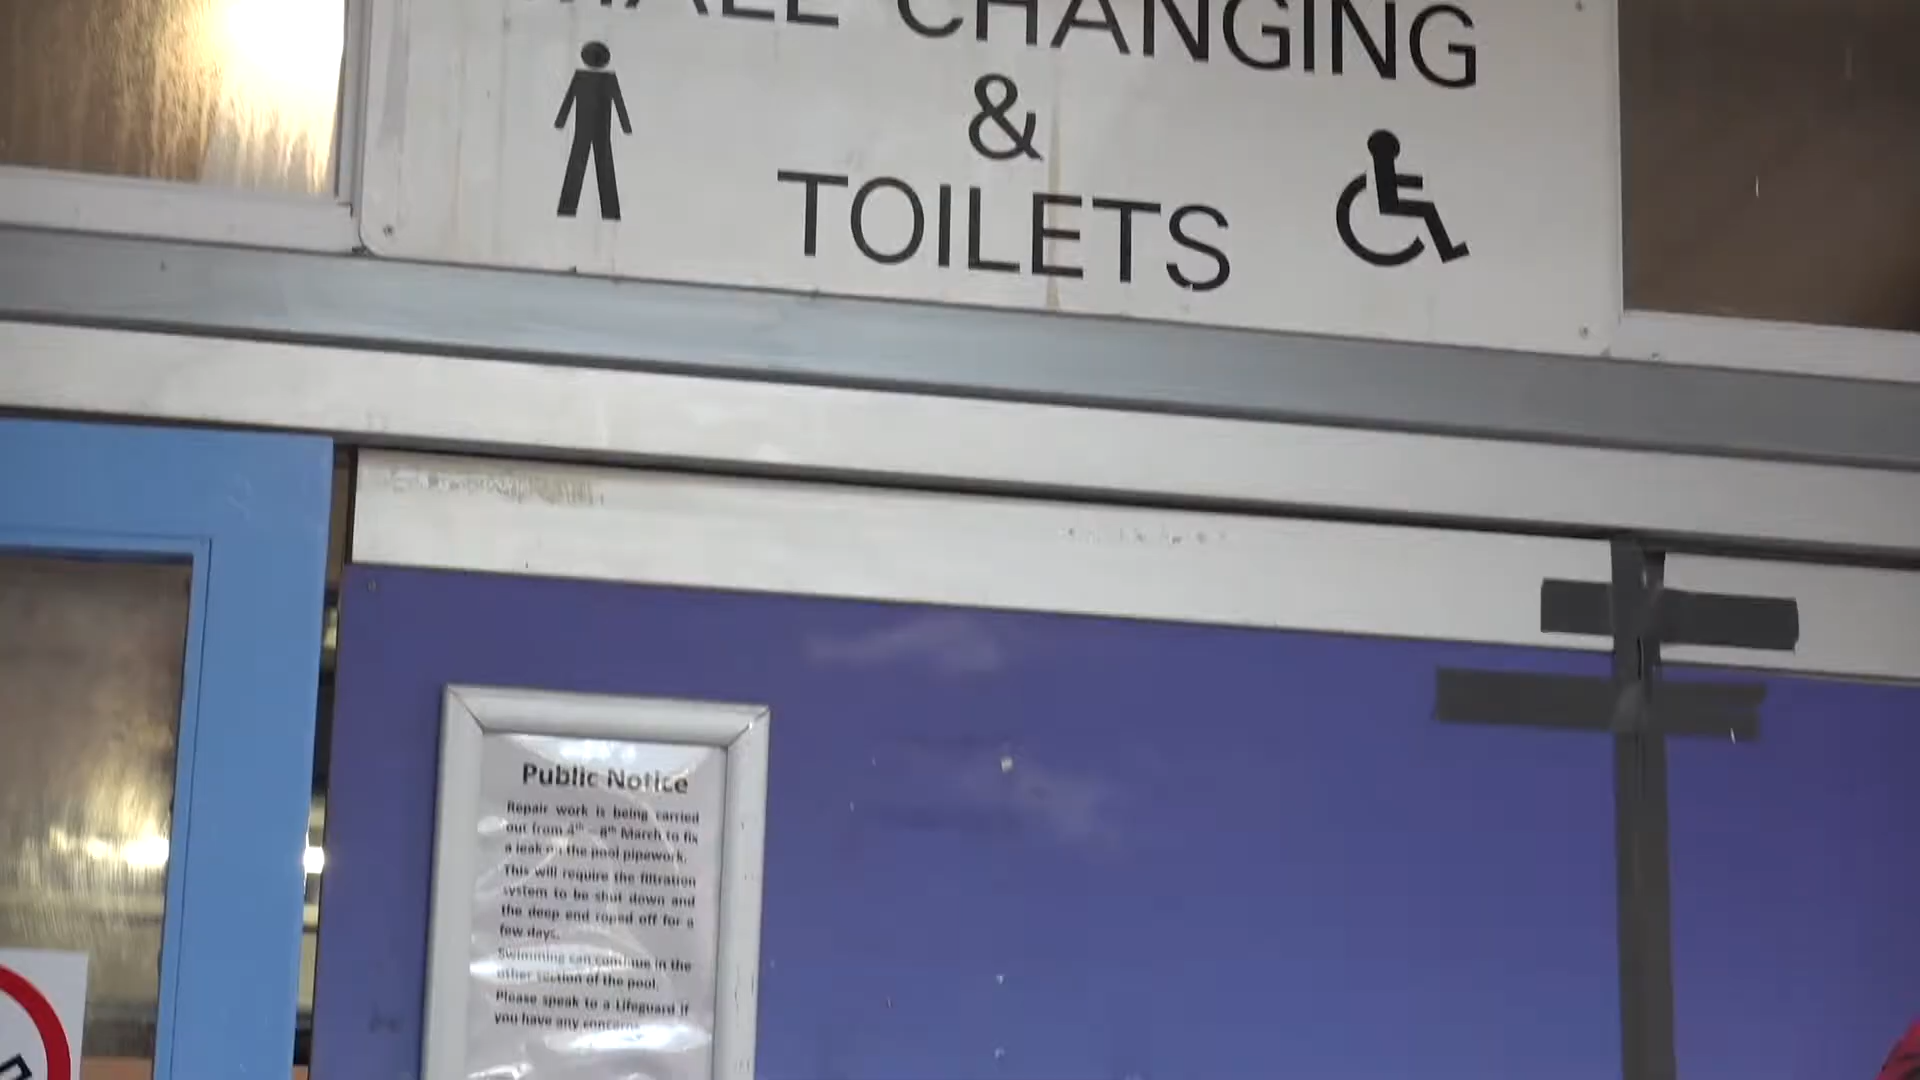 CHANGING
&
TOILETS
Public Notice
Repair work is being carried
out from 4th – 8th March to fix
a leak on the pool pipework.
This will require the filtration
system to be shut down and
the deep end roped off for a
few days.
Swimming can continue in the
other section of the pool.
Please speak to a Lifeguard if
you have any concerns